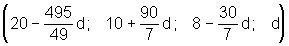 (20 − 495/49 d; 10 + 90/7 d; 8 − 30/7 d; d)